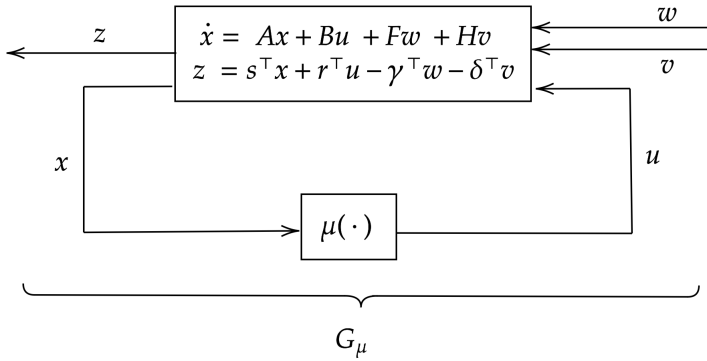 w
ẋ = Ax + Bu + Fw + Hv
z
z = s⊤x + r⊤u − γ⊤w − δ⊤v
v
x
u
μ( · )
G_μ